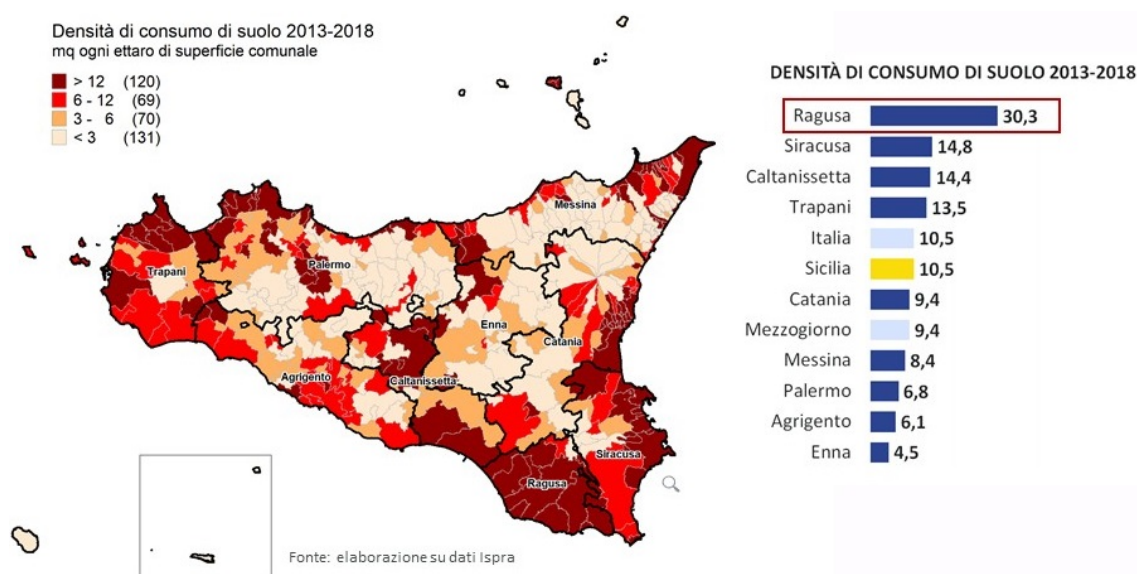 Densità di consumo di suolo 2013-2018
mq ogni ettaro di superficie comunale
> 12 (120)
6 - 12 (69)
3 - 6 (70)
< 3 (131)
Messina
Trapani
Palermo
Enna
Catania
Agrigento
Caltanissetta
Siracusa
Ragusa
Fonte: elaborazione su dati Ispra
DENSITÀ DI CONSUMO DI SUOLO 2013-2018
Ragusa 30,3
Siracusa 14,8
Caltanissetta 14,4
Trapani 13,5
Italia 10,5
Sicilia 10,5
Catania 9,4
Mezzogiorno 9,4
Messina 8,4
Palermo 6,8
Agrigento 6,1
Enna 4,5